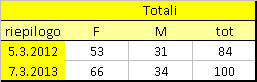 Totali
riepilogo F M tot
5.3.2012 53 31 84
7.3.2013 66 34 100